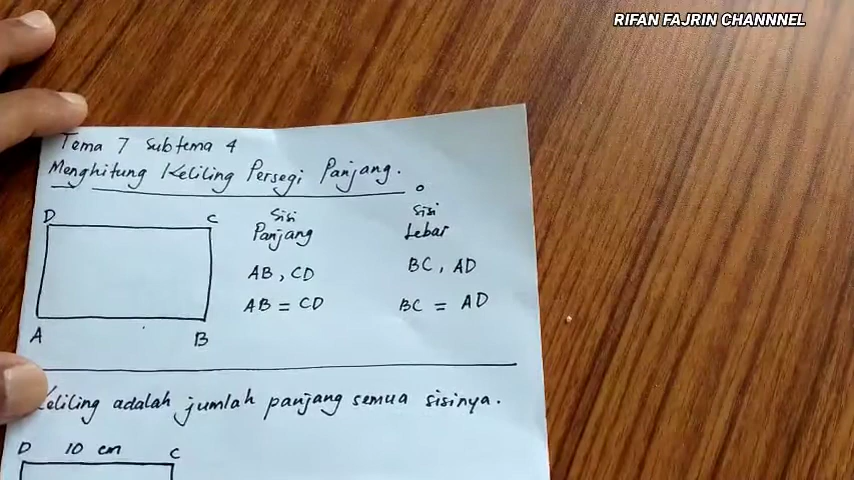 RIFAN FAJRIN CHANNNEL
Tema 7 Subtema 4
Menghitung Keliling Persegi Panjang.
D C
A B
Sisi Panjang
AB, CD
AB = CD
Sisi Lebar
BC, AD
BC = AD
Keliling adalah jumlah panjang semua sisinya.
D 10 cm C